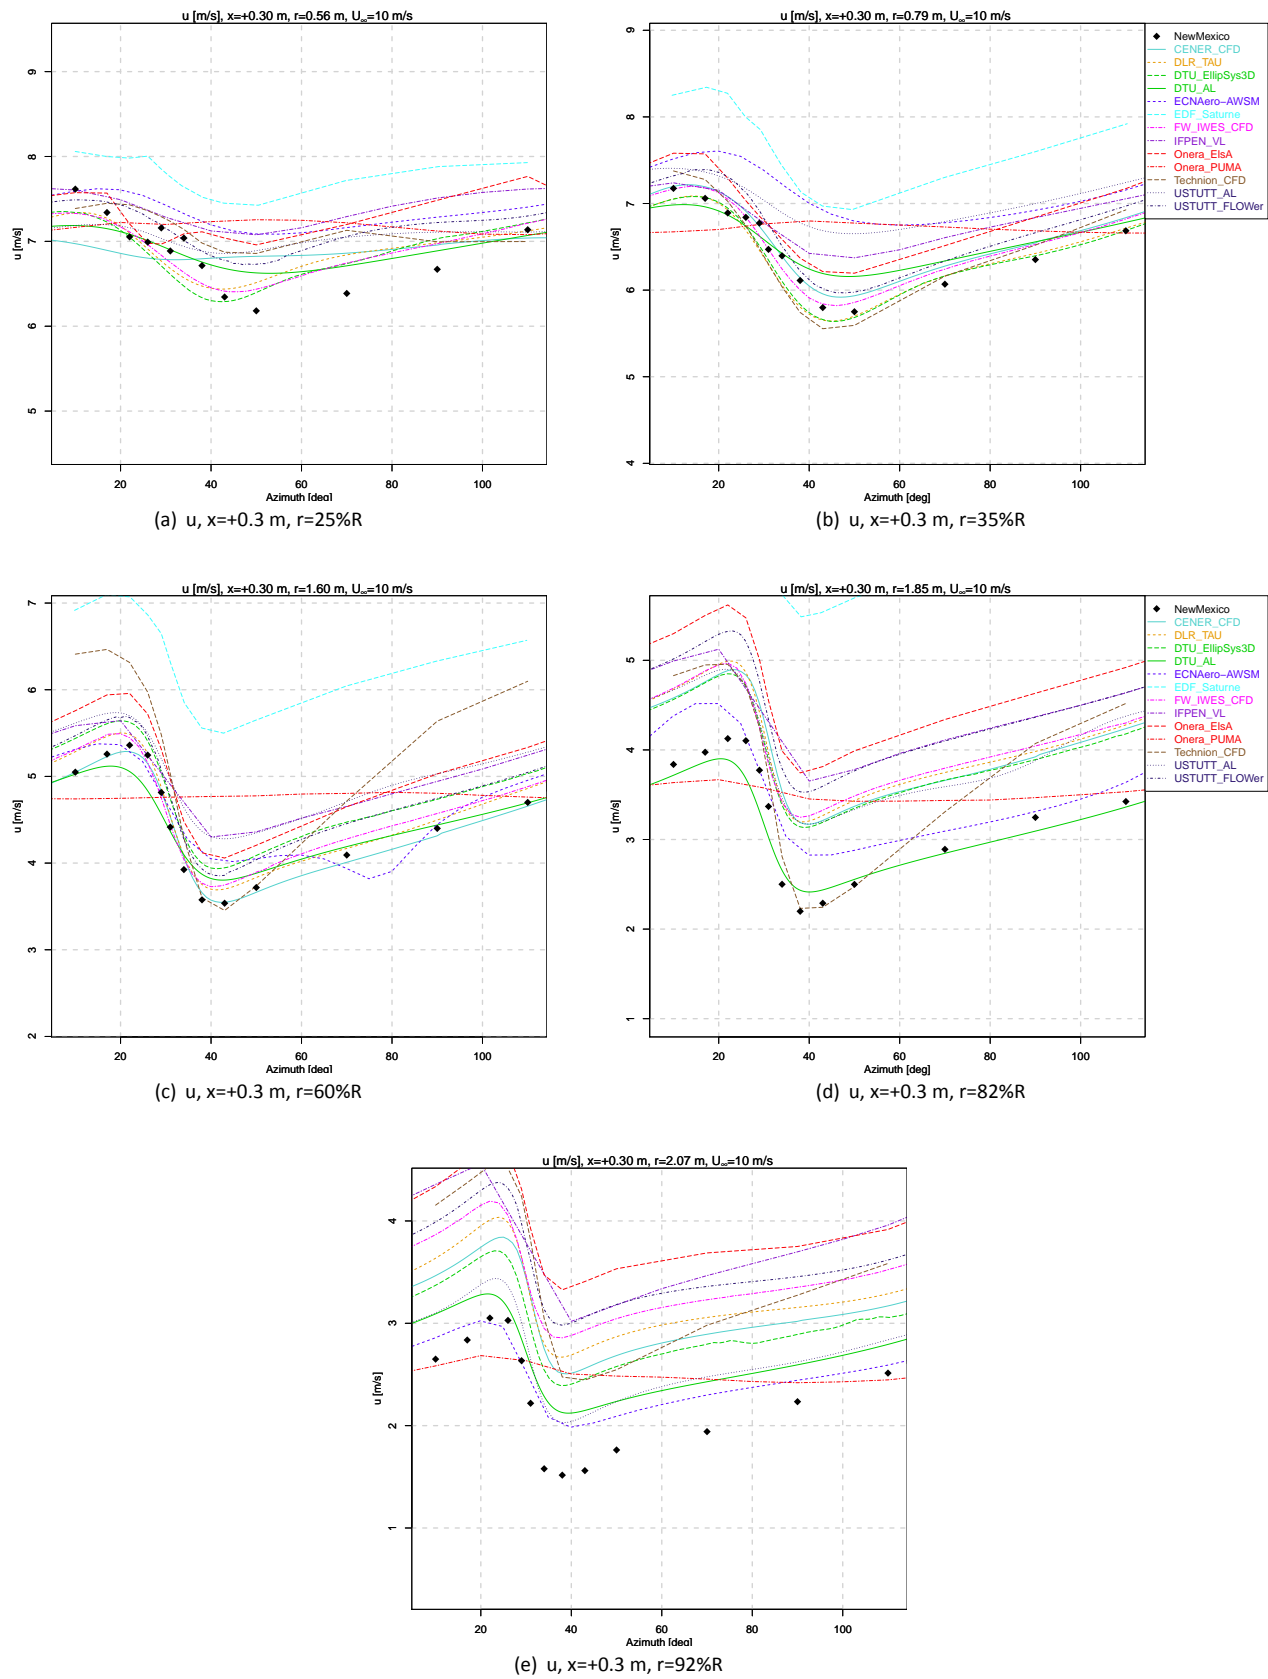 u [m/s], x=+0.30 m, r=0.56 m, U∞=10 m/s
u [m/s]
9
8
7
6
5
20 40 60 80 100
Azimuth [deg]
(a) u, x=+0.3 m, r=25%R
u [m/s], x=+0.30 m, r=0.79 m, U∞=10 m/s
u [m/s]
9
8
7
6
5
4
20 40 60 80 100
Azimuth [deg]
(b) u, x=+0.3 m, r=35%R
NewMexico
CENER_CFD
DLR_TAU
DTU_EllipSys3D
DTU_AL
ECNAero-AWSM
EDF_Saturne
FW_IWES_CFD
IFPEN_VL
Onera_ElsA
Onera_PUMA
Technion_CFD
USTUTT_AL
USTUTT_FLOWer
u [m/s], x=+0.30 m, r=1.60 m, U∞=10 m/s
u [m/s]
7
6
5
4
3
2
20 40 60 80 100
Azimuth [deg]
(c) u, x=+0.3 m, r=60%R
u [m/s], x=+0.30 m, r=1.85 m, U∞=10 m/s
u [m/s]
5
4
3
2
1
20 40 60 80 100
Azimuth [deg]
(d) u, x=+0.3 m, r=82%R
NewMexico
CENER_CFD
DLR_TAU
DTU_EllipSys3D
DTU_AL
ECNAero-AWSM
EDF_Saturne
FW_IWES_CFD
IFPEN_VL
Onera_ElsA
Onera_PUMA
Technion_CFD
USTUTT_AL
USTUTT_FLOWer
u [m/s], x=+0.30 m, r=2.07 m, U∞=10 m/s
u [m/s]
4
3
2
1
20 40 60 80 100
Azimuth [deg]
(e) u, x=+0.3 m, r=92%R